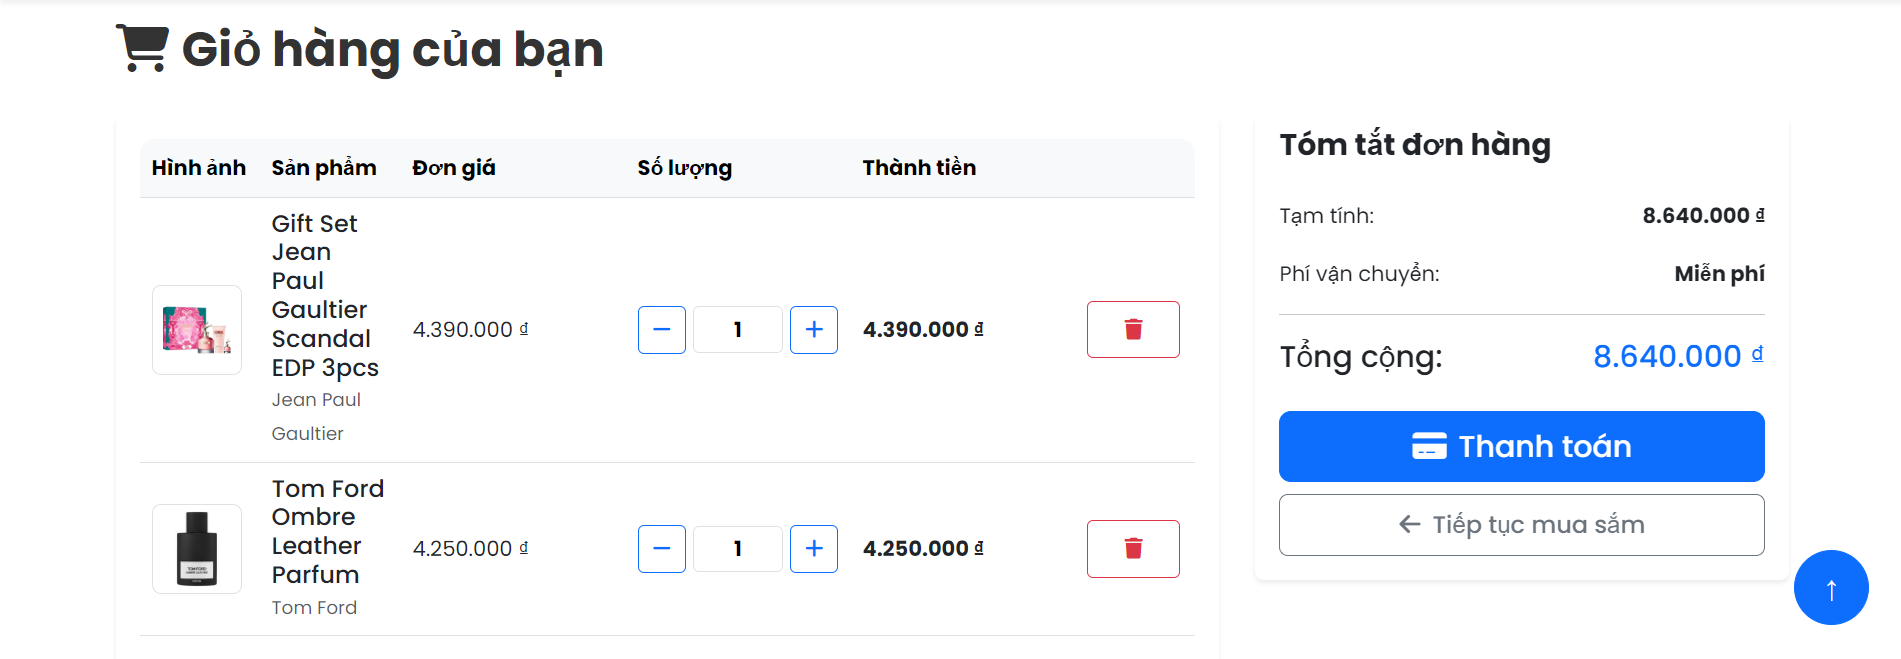 Giỏ hàng của bạn
Hình ảnh Sản phẩm Đơn giá Số lượng Thành tiền
Gift Set
Jean
Paul
Gaultier
Scandal
EDP 3pcs
Jean Paul
Gaultier
4.390.000 ₫
1
4.390.000 ₫
Tom Ford
Ombre
Leather
Parfum
Tom Ford
4.250.000 ₫
1
4.250.000 ₫
Tóm tắt đơn hàng
Tạm tính: 8.640.000 ₫
Phí vận chuyển: Miễn phí
Tổng cộng: 8.640.000 ₫
Thanh toán
← Tiếp tục mua sắm
↑